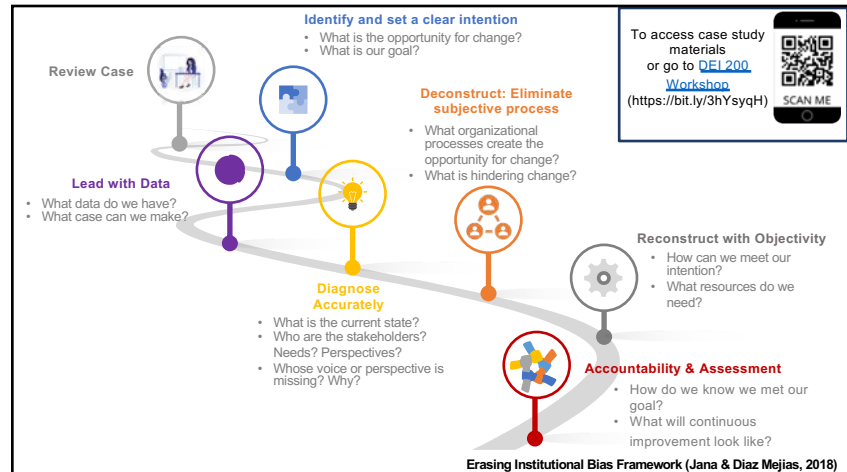 Identify and set a clear intention
• What is the opportunity for change?
• What is our goal?
Review Case
To access case study
materials
or go to DEI 200
Workshop
(https://bit.ly/3hYsyqH)
SCAN ME
Deconstruct: Eliminate
subjective process
• What organizational
processes create the
opportunity for change?
• What is hindering change?
Lead with Data
• What data do we have?
• What case can we make?
Diagnose
Accurately
• What is the current state?
• Who are the stakeholders?
Needs? Perspectives?
• Whose voice or perspective is
missing? Why?
Reconstruct with Objectivity
• How can we meet our
intention?
• What resources do we
need?
Accountability & Assessment
• How do we know we met our
goal?
• What will continuous
improvement look like?
Erasing Institutional Bias Framework (Jana & Diaz Mejias, 2018)